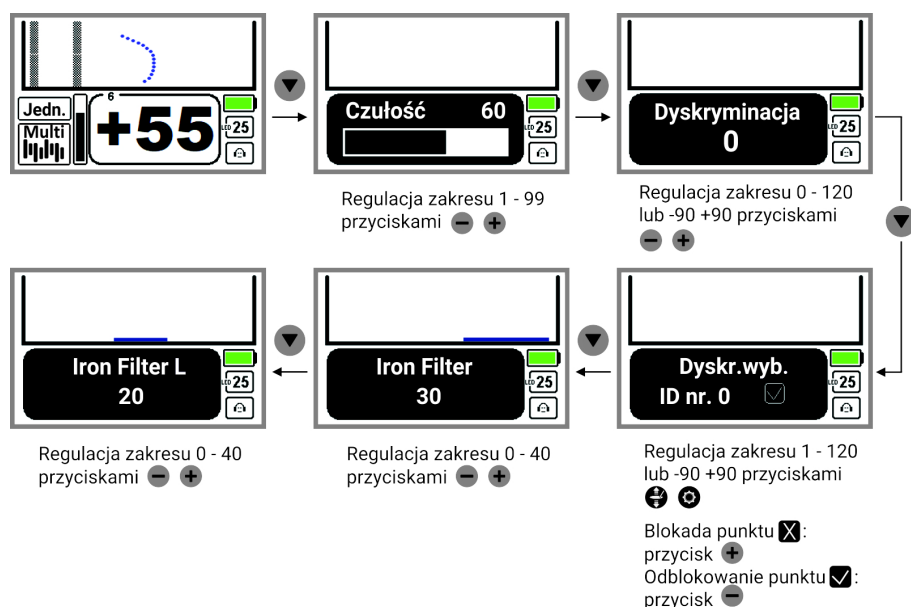 Jedn.
Multi
6
+55
LED 25
Czułość 60
LED 25
Regulacja zakresu 1 - 99
przyciskami
Dyskryminacja
0
LED 25
Regulacja zakresu 0 - 120
lub -90 +90 przyciskami
Dyskr.wyb.
ID nr. 0
LED 25
Regulacja zakresu 1 - 120
lub -90 +90 przyciskami
Blokada punktu X:
przycisk +
Odblokowanie punktu :
przycisk -
Iron Filter
30
LED 25
Regulacja zakresu 0 - 40
przyciskami
Iron Filter L
20
LED 25
Regulacja zakresu 0 - 40
przyciskami